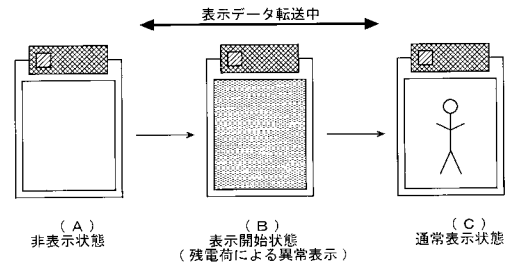 表示データ転送中
(A)
非表示状態
(B)
表示開始状態
(残電荷による異常表示)
(C)
通常表示状態